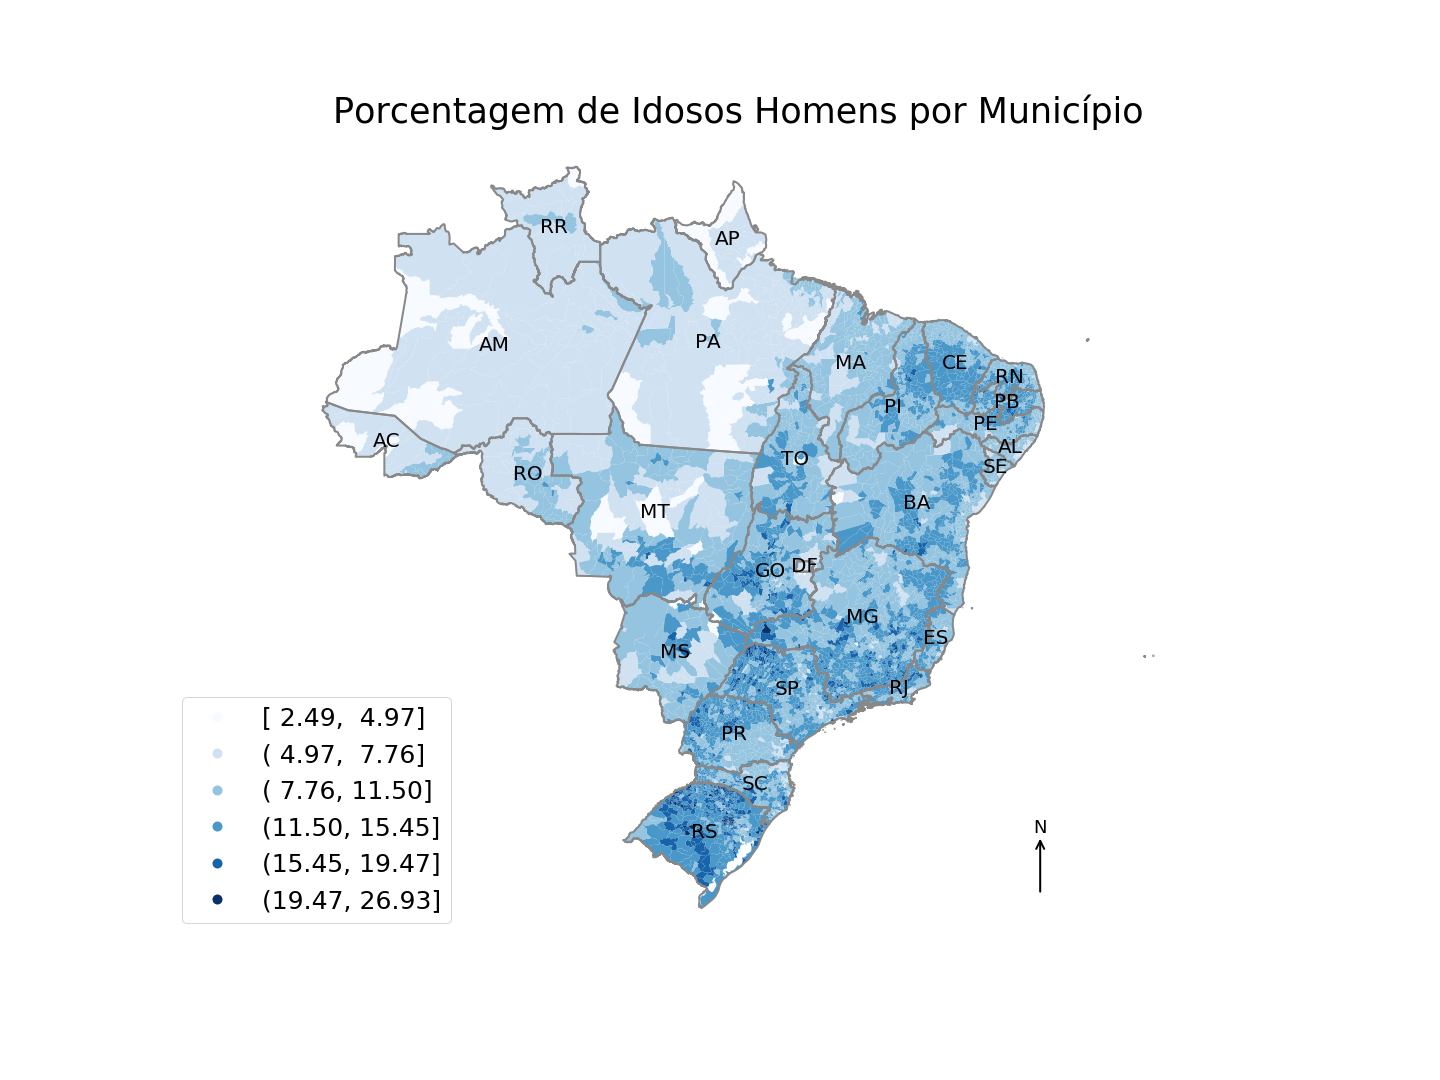 Porcentagem de Idosos Homens por Município
RR
AP
AM
PA
MA
CE
RN
PB
PI
PE
AC
AL
TO
SE
RO
BA
MT
GO
DF
MG
ES
MS
SP
RJ
PR
SC
RS
[ 2.49,  4.97]
( 4.97,  7.76]
( 7.76, 11.50]
(11.50, 15.45]
(15.45, 19.47]
(19.47, 26.93]
N